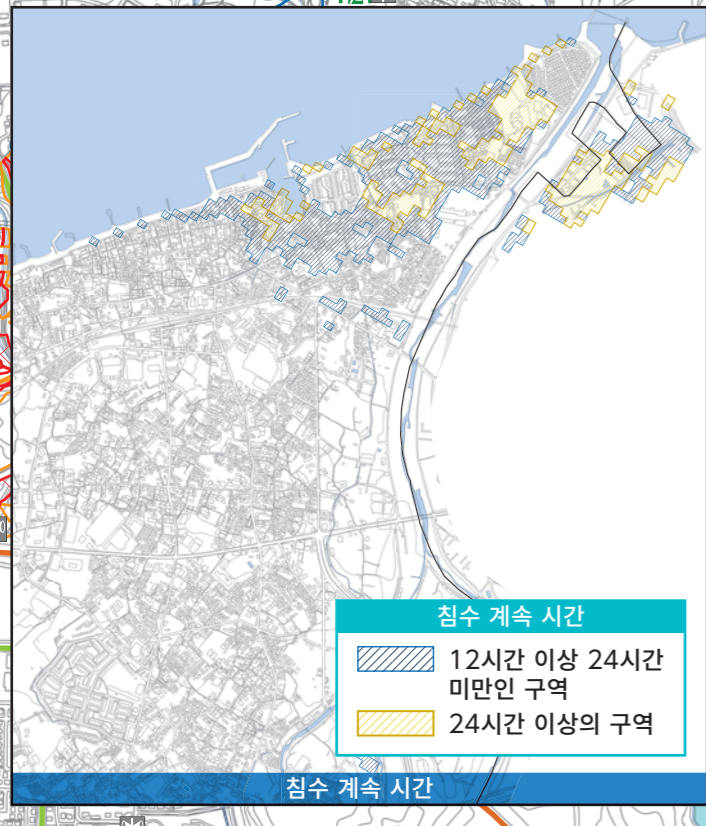 침수 계속 시간
12시간 이상 24시간
미만인 구역
24시간 이상의 구역
침수 계속 시간